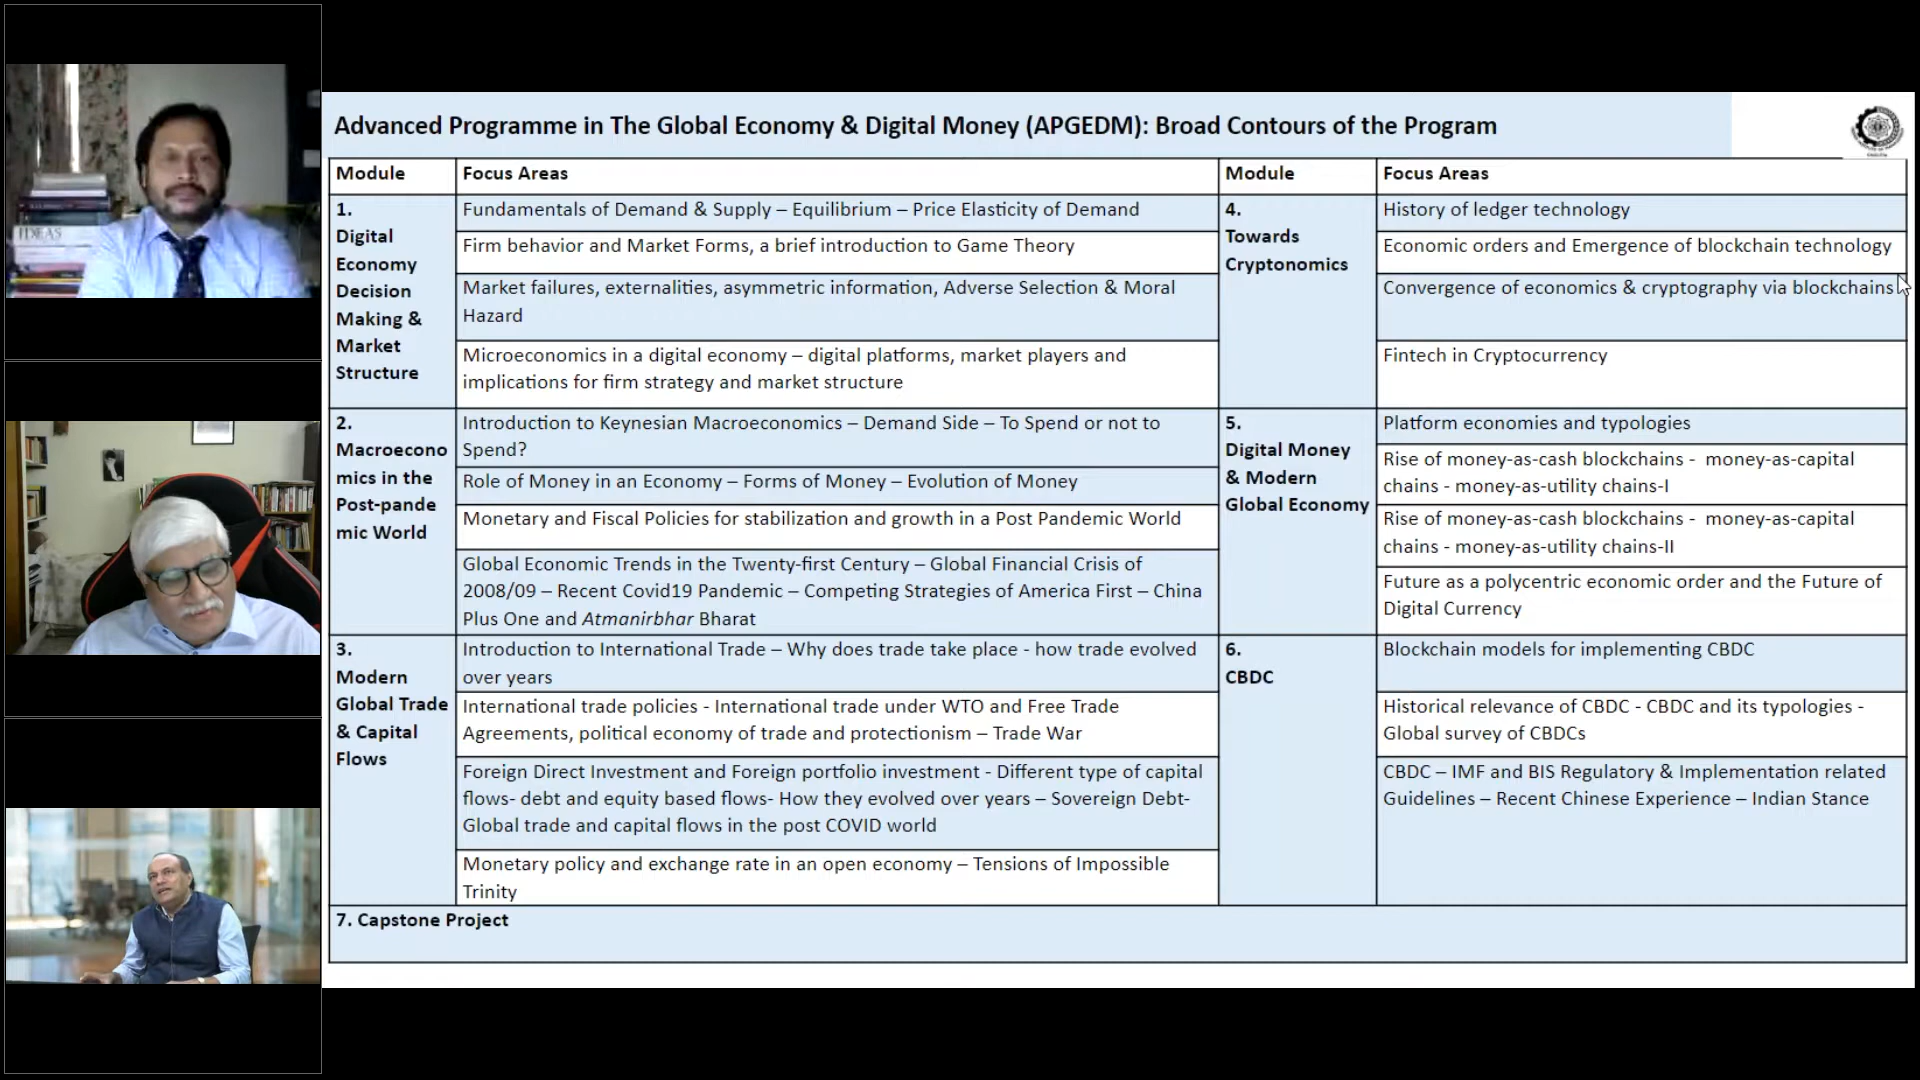 IDEAS
Advanced Programme in The Global Economy & Digital Money (APGEDM): Broad Contours of the Program
Module
Focus Areas
1.
Digital
Economy
Decision
Making &
Market
Structure
Fundamentals of Demand & Supply – Equilibrium – Price Elasticity of Demand
Firm behavior and Market Forms, a brief introduction to Game Theory
Market failures, externalities, asymmetric information, Adverse Selection & Moral
Hazard
Microeconomics in a digital economy – digital platforms, market players and
implications for firm strategy and market structure
2.
Macroecono
mics in the
Post-pande
mic World
Introduction to Keynesian Macroeconomics – Demand Side – To Spend or not to
Spend?
Role of Money in an Economy – Forms of Money – Evolution of Money
Monetary and Fiscal Policies for stabilization and growth in a Post Pandemic World
Global Economic Trends in the Twenty-first Century – Global Financial Crisis of
2008/09 – Recent Covid19 Pandemic – Competing Strategies of America First – China
Plus One and Atmanirbhar Bharat
3.
Modern
Global Trade
& Capital
Flows
Introduction to International Trade – Why does trade take place - how trade evolved
over years
International trade policies - International trade under WTO and Free Trade
Agreements, political economy of trade and protectionism – Trade War
Foreign Direct Investment and Foreign portfolio investment - Different type of capital
flows- debt and equity based flows- How they evolved over years – Sovereign Debt-
Global trade and capital flows in the post COVID world
Monetary policy and exchange rate in an open economy – Tensions of Impossible
Trinity
Module
Focus Areas
4.
Towards
Cryptonomics
History of ledger technology
Economic orders and Emergence of blockchain technology
Convergence of economics & cryptography via blockchains
Fintech in Cryptocurrency
5.
Digital Money
& Modern
Global Economy
Platform economies and typologies
Rise of money-as-cash blockchains - money-as-capital
chains - money-as-utility chains-I
Rise of money-as-cash blockchains - money-as-capital
chains - money-as-utility chains-II
Future as a polycentric economic order and the Future of
Digital Currency
6.
CBDC
Blockchain models for implementing CBDC
Historical relevance of CBDC - CBDC and its typologies -
Global survey of CBDCs
CBDC – IMF and BIS Regulatory & Implementation related
Guidelines – Recent Chinese Experience – Indian Stance
7. Capstone Project